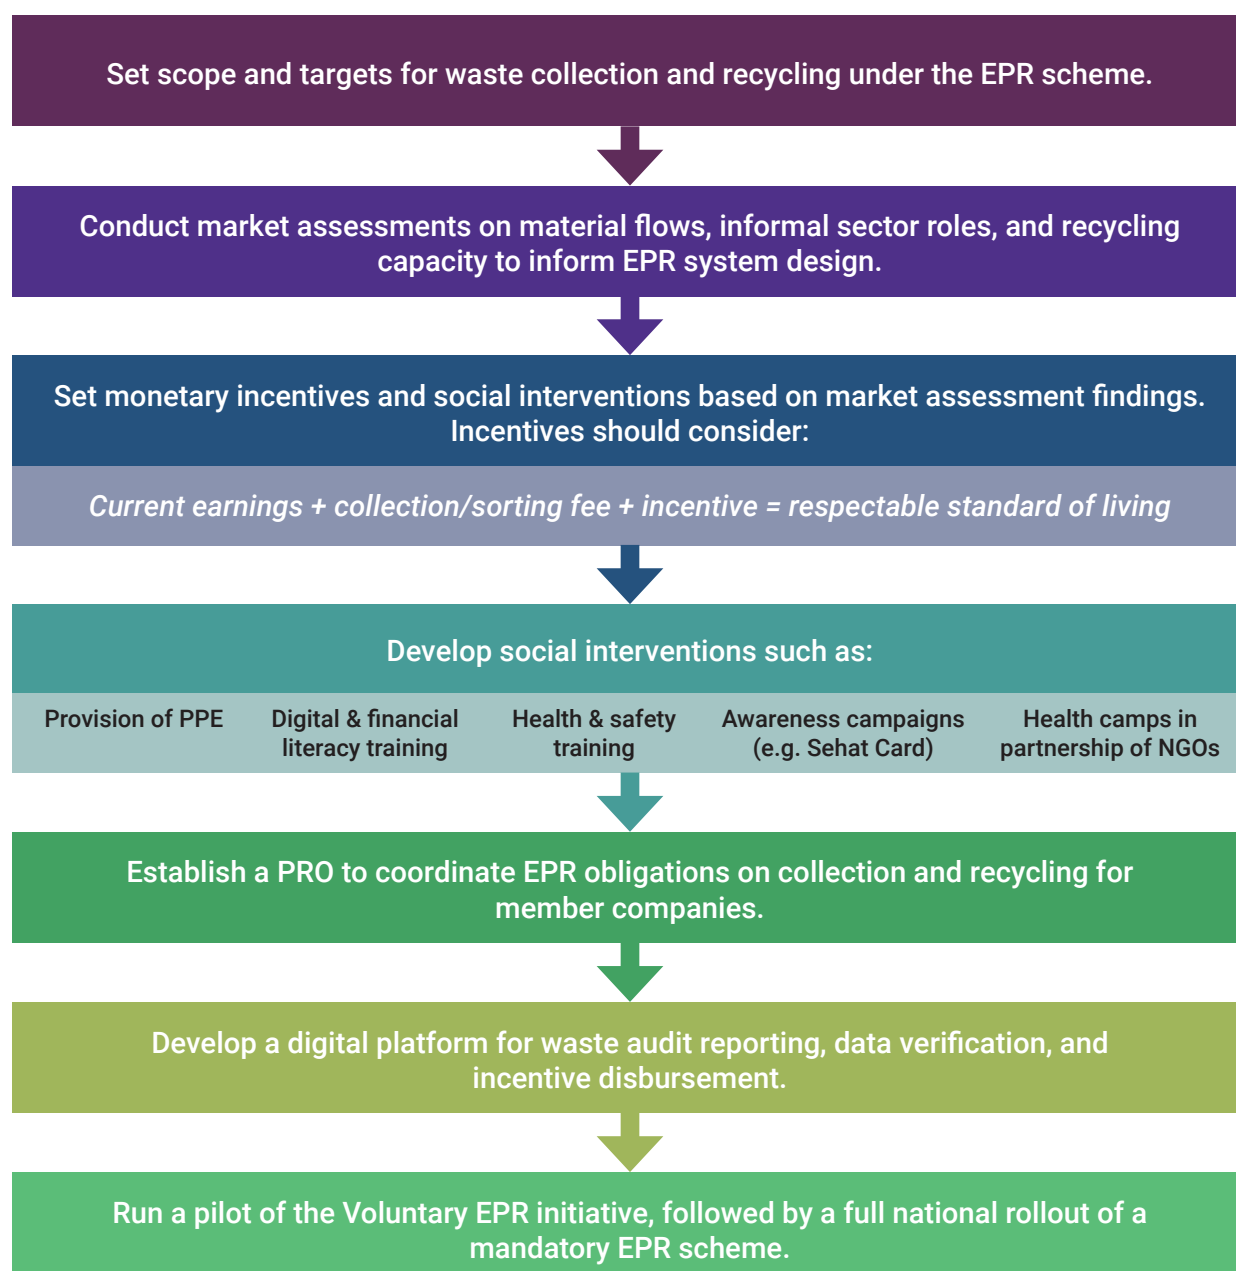 Set scope and targets for waste collection and recycling under the EPR scheme.
Conduct market assessments on material flows, informal sector roles, and recycling
capacity to inform EPR system design.
Set monetary incentives and social interventions based on market assessment findings.
Incentives should consider:
Current earnings + collection/sorting fee + incentive = respectable standard of living
Develop social interventions such as:
Provision of PPE
Digital & financial
literacy training
Health & safety
training
Awareness campaigns
(e.g. Sehat Card)
Health camps in
partnership of NGOs
Establish a PRO to coordinate EPR obligations on collection and recycling for
member companies.
Develop a digital platform for waste audit reporting, data verification, and
incentive disbursement.
Run a pilot of the Voluntary EPR initiative, followed by a full national rollout of a
mandatory EPR scheme.